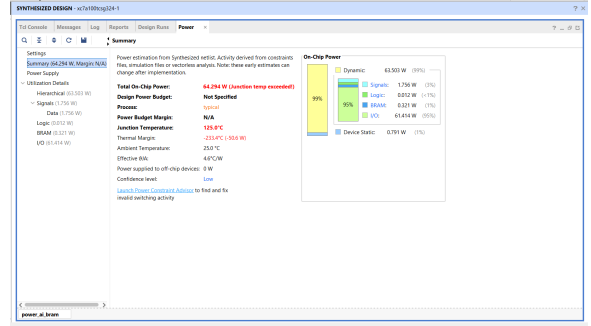 SYNTHESIZED DESIGN - xc7a100tcsg324-1
Tcl Console Messages Log Reports Design Runs Power
Summary
Settings
Summary (64.294 W, Margin: N/A)
Power Supply
Utilization Details
Hierarchical (63.503 W)
Signals (1.756 W)
Data (1.756 W)
Logic (0.012 W)
BRAM (0.321 W)
I/O (61.414 W)
Power estimation from Synthesized netlist. Activity derived from constraints
files, simulation files or vectorless analysis. Note: these early estimates can
change after implementation.
Total On-Chip Power: 64.294 W (Junction temp exceeded!)
Design Power Budget: Not Specified
Process: typical
Power Budget Margin: N/A
Junction Temperature: 125.0°C
Thermal Margin: -233.4°C (-50.6 W)
Ambient Temperature: 25.0 °C
Effective θJA: 4.6°C/W
Power supplied to off-chip devices: 0 W
Confidence level: Low
Launch Power Constraint Advisor to find and fix
invalid switching activity
On-Chip Power
Dynamic: 63.503 W (99%)
Signals: 1.756 W (3%)
Logic: 0.012 W (<1%)
BRAM: 0.321 W (1%)
I/O: 61.414 W (95%)
Device Static: 0.791 W (1%)
99%
95%
power_ai_bram